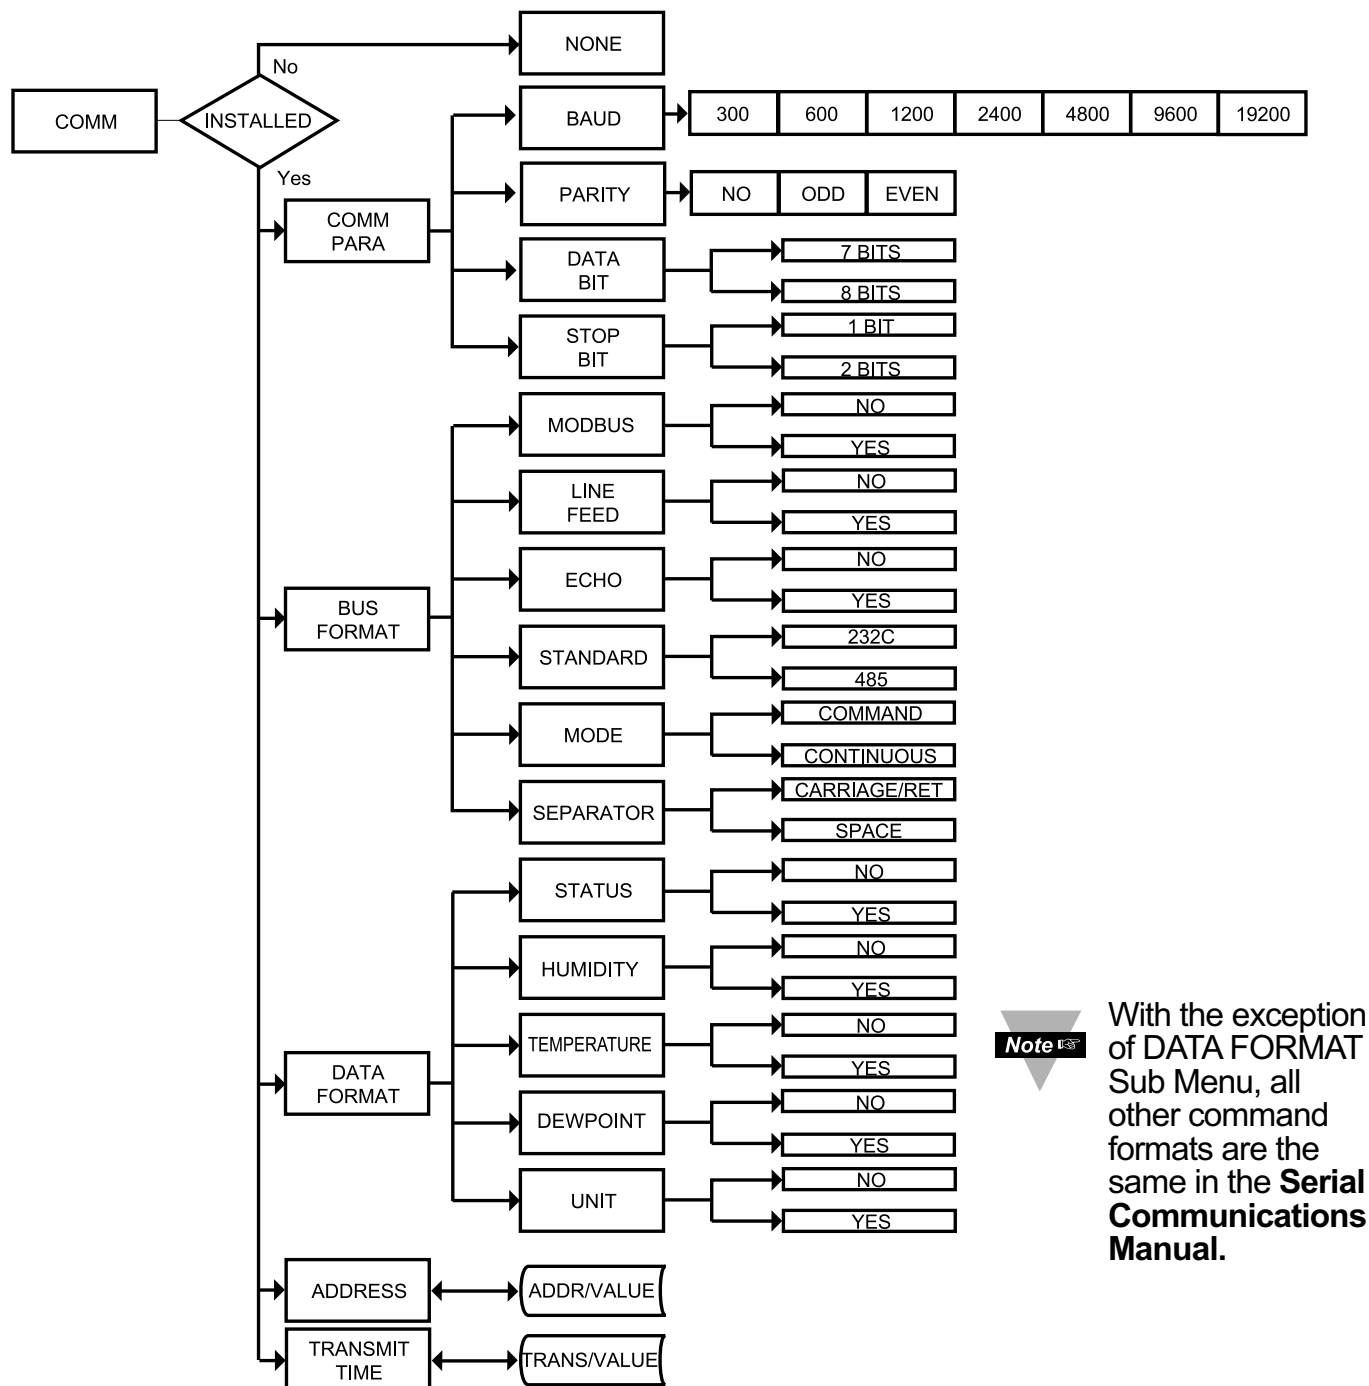 NONE
No
COMM
INSTALLED
BAUD
300 600 1200 2400 4800 9600 19200
Yes
COMM
PARA
PARITY
NO ODD EVEN
DATA
BIT
7 BITS
8 BITS
STOP
BIT
1 BIT
2 BITS
BUS
FORMAT
MODBUS
NO
YES
LINE
FEED
NO
YES
ECHO
NO
YES
STANDARD
232C
485
MODE
COMMAND
CONTINUOUS
SEPARATOR
CARRIAGE/RET
SPACE
DATA
FORMAT
STATUS
NO
YES
HUMIDITY
NO
YES
TEMPERATURE
NO
YES
DEWPOINT
NO
YES
UNIT
NO
YES
ADDRESS
ADDR/VALUE
TRANSMIT
TIME
TRANS/VALUE
Note
With the exception
of DATA FORMAT
Sub Menu, all
other command
formats are the
same in the Serial
Communications
Manual.